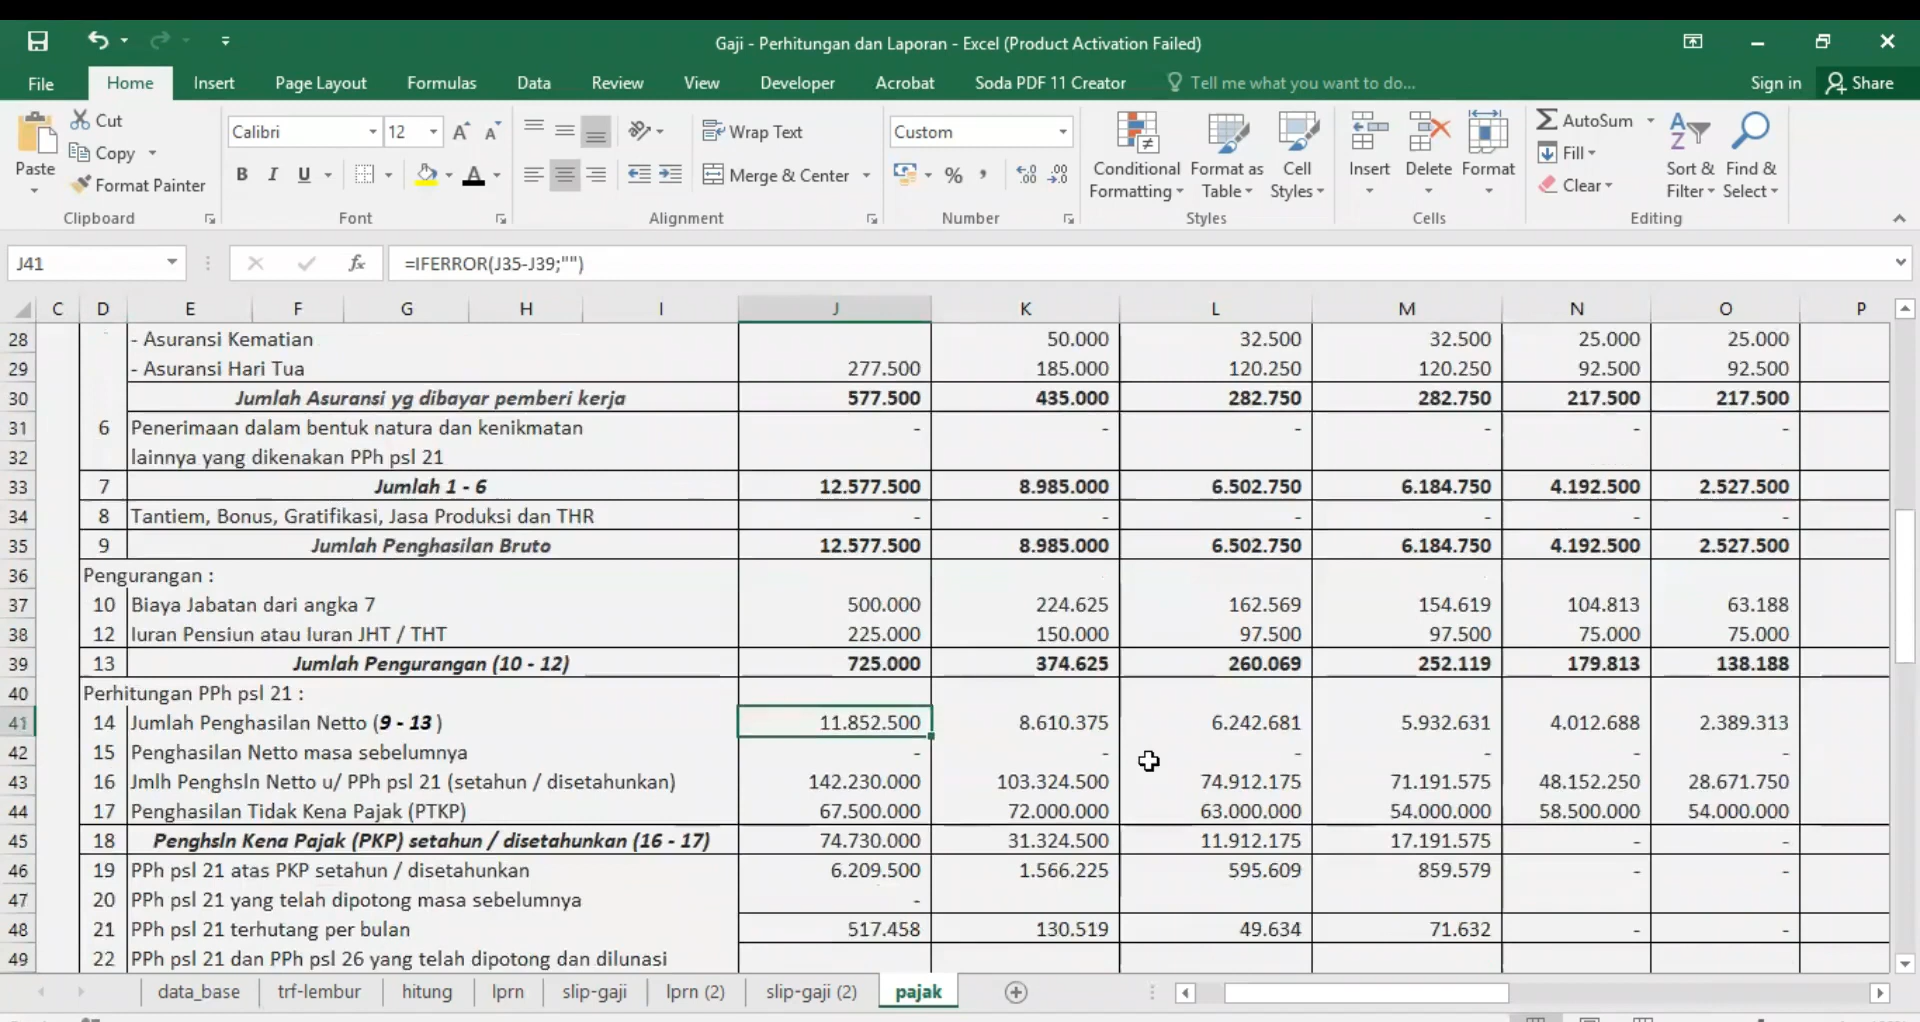 Gaji - Perhitungan dan Laporan - Excel (Product Activation Failed)
File Home Insert Page Layout Formulas Data Review View Developer Acrobat Soda PDF 11 Creator Tell me what you want to do... Sign in Share
Paste
Cut
Copy
Format Painter
Clipboard
Calibri 12
B I U A
Font
Wrap Text
Merge & Center
Alignment
Custom
%
Number
Conditional Formatting
Format as Table
Cell Styles
Styles
Insert Delete Format
Cells
AutoSum
Fill
Clear
Sort & Filter
Find & Select
Editing
J41 fx =IFERROR(J35-J39;"")
C D E F G H I J K L M N O P
28 - Asuransi Kematian 50.000 32.500 32.500 25.000 25.000
29 - Asuransi Hari Tua 277.500 185.000 120.250 120.250 92.500 92.500
30 Jumlah Asuransi yg dibayar pemberi kerja 577.500 435.000 282.750 282.750 217.500 217.500
31 6 Penerimaan dalam bentuk natura dan kenikmatan - - - - - -
32 lainnya yang dikenakan PPh psl 21
33 7 Jumlah 1 - 6 12.577.500 8.985.000 6.502.750 6.184.750 4.192.500 2.527.500
34 8 Tantiem, Bonus, Gratifikasi, Jasa Produksi dan THR - - - - - -
35 9 Jumlah Penghasilan Bruto 12.577.500 8.985.000 6.502.750 6.184.750 4.192.500 2.527.500
36 Pengurangan :
37 10 Biaya Jabatan dari angka 7 500.000 224.625 162.569 154.619 104.813 63.188
38 12 Iuran Pensiun atau Iuran JHT / THT 225.000 150.000 97.500 97.500 75.000 75.000
39 13 Jumlah Pengurangan (10 - 12) 725.000 374.625 260.069 252.119 179.813 138.188
40 Perhitungan PPh psl 21 :
41 14 Jumlah Penghasilan Netto (9 - 13 ) 11.852.500 8.610.375 6.242.681 5.932.631 4.012.688 2.389.313
42 15 Penghasilan Netto masa sebelumnya - - - - - -
43 16 Jmlh Penghsln Netto u/ PPh psl 21 (setahun / disetahunkan) 142.230.000 103.324.500 74.912.175 71.191.575 48.152.250 28.671.750
44 17 Penghasilan Tidak Kena Pajak (PTKP) 67.500.000 72.000.000 63.000.000 54.000.000 58.500.000 54.000.000
45 18 Penghsln Kena Pajak (PKP) setahun / disetahunkan (16 - 17) 74.730.000 31.324.500 11.912.175 17.191.575 - -
46 19 PPh psl 21 atas PKP setahun / disetahunkan 6.209.500 1.566.225 595.609 859.579 - -
47 20 PPh psl 21 yang telah dipotong masa sebelumnya -
48 21 PPh psl 21 terhutang per bulan 517.458 130.519 49.634 71.632 - -
49 22 PPh psl 21 dan PPh psl 26 yang telah dipotong dan dilunasi
data_base trf-lembur hitung lprn slip-gaji lprn (2) slip-gaji (2) pajak